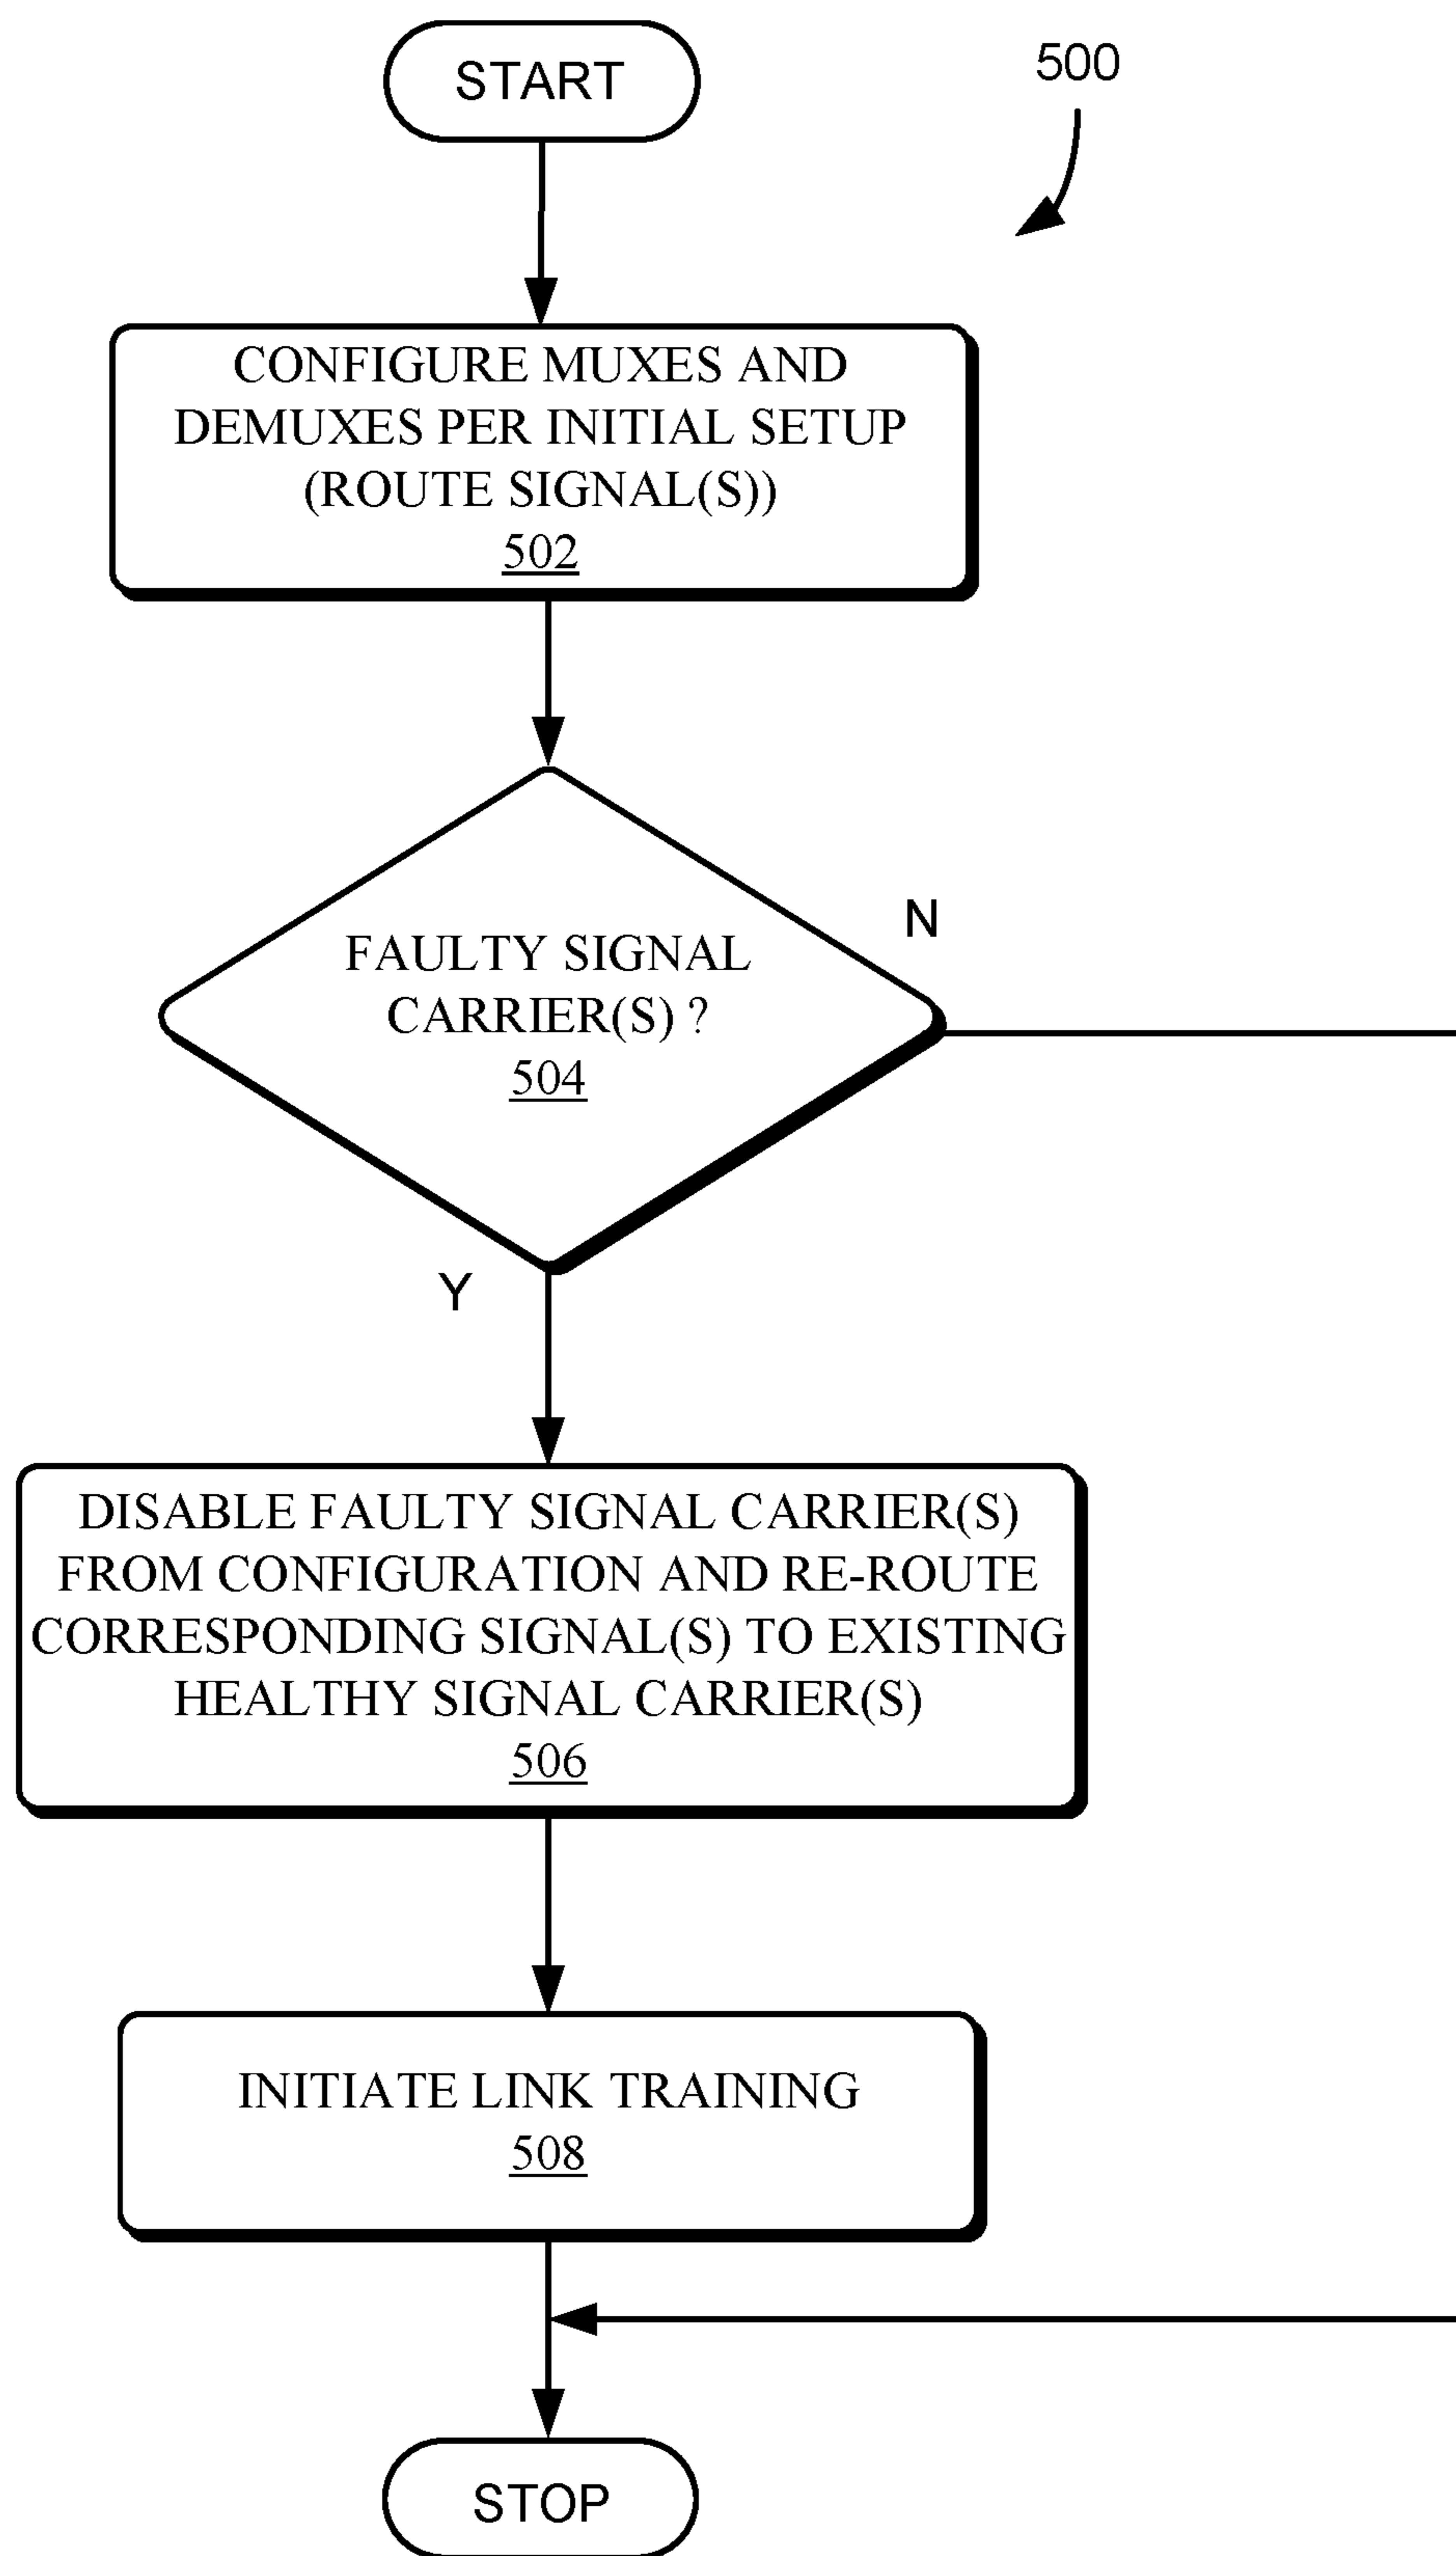 START
500
CONFIGURE MUXES AND
DEMUXES PER INITIAL SETUP
(ROUTE SIGNAL(S))
502
N
FAULTY SIGNAL
CARRIER(S) ?
504
Y
DISABLE FAULTY SIGNAL CARRIER(S)
FROM CONFIGURATION AND RE-ROUTE
CORRESPONDING SIGNAL(S) TO EXISTING
HEALTHY SIGNAL CARRIER(S)
506
INITIATE LINK TRAINING
508
STOP